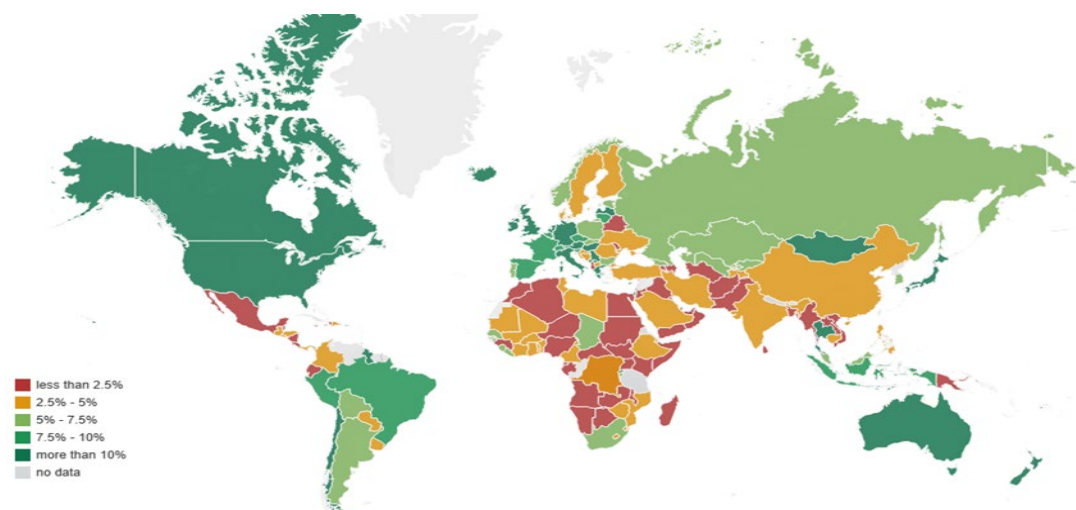 less than 2.5%
2.5% - 5%
5% - 7.5%
7.5% - 10%
more than 10%
no data